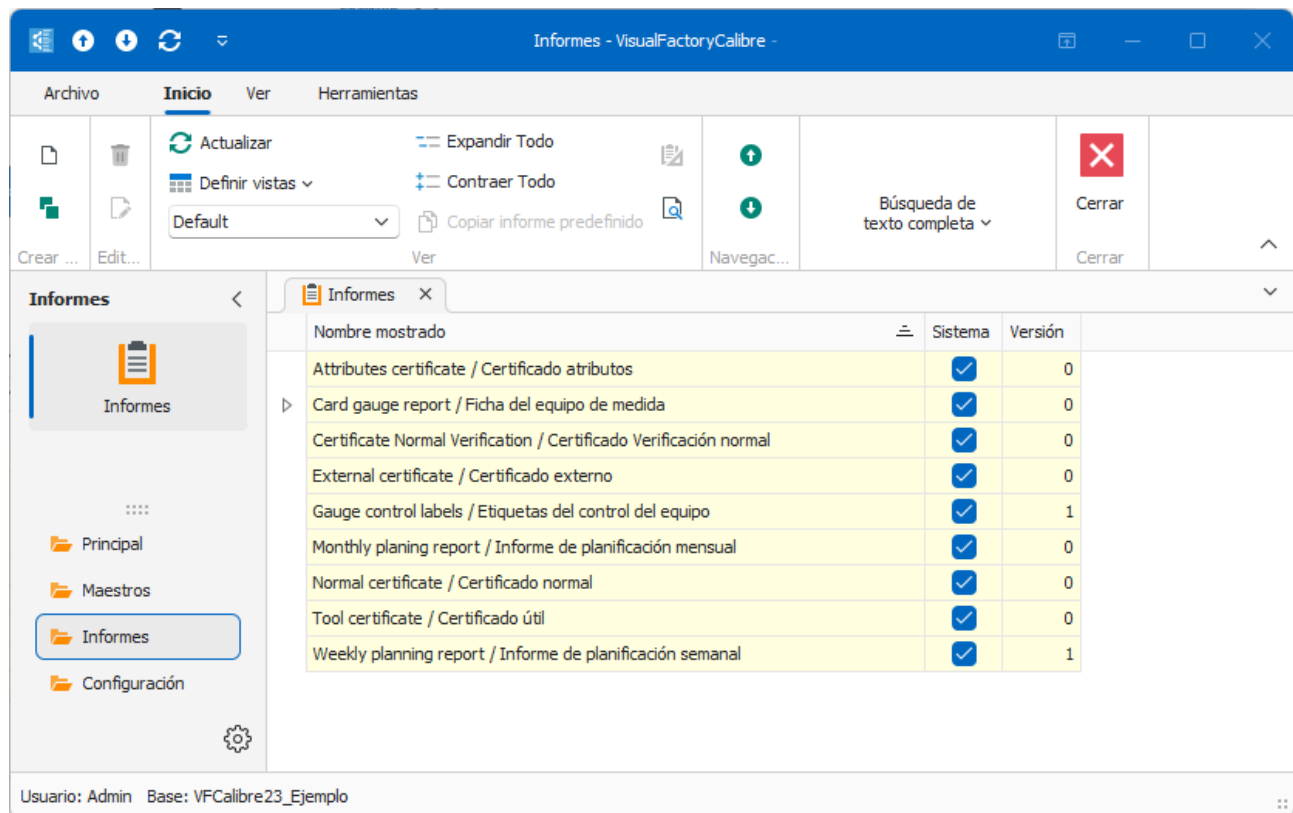 Informes - VisualFactoryCalibre -
Archivo Inicio Ver Herramientas
Actualizar
Definir vistas
Default
Expandir Todo
Contraer Todo
Copiar informe predefinido
Búsqueda de
texto completa
Cerrar
Crear ... Edit... Ver Navegac... Cerrar
Informes
Informes
Informes
Nombre mostrado Sistema Versión
Attributes certificate / Certificado atributos 0
Card gauge report / Ficha del equipo de medida 0
Certificate Normal Verification / Certificado Verificación normal 0
External certificate / Certificado externo 0
Gauge control labels / Etiquetas del control del equipo 1
Monthly planing report / Informe de planificación mensual 0
Normal certificate / Certificado normal 0
Tool certificate / Certificado útil 0
Weekly planning report / Informe de planificación semanal 1
Principal
Maestros
Informes
Configuración
Usuario: Admin Base: VFCalibre23_Ejemplo